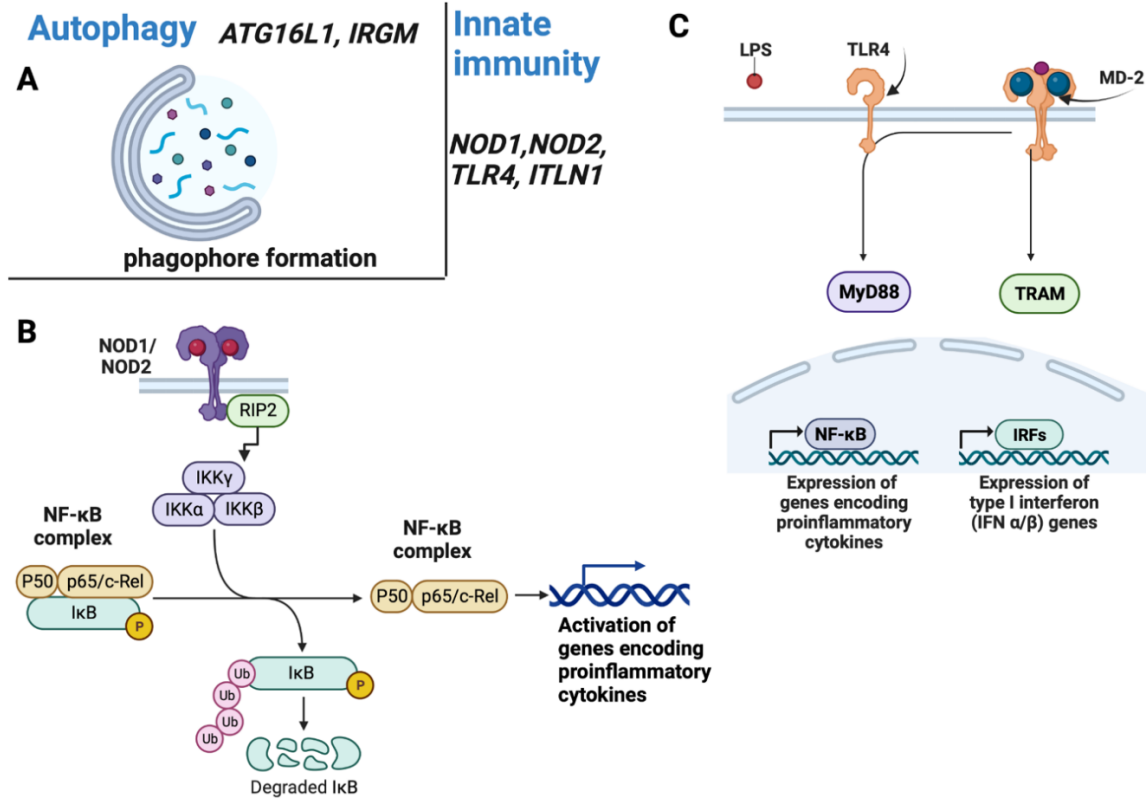 Autophagy
ATG16L1, IRGM
A
phagophore formation
Innate
immunity
NOD1,NOD2,
TLR4, ITLN1
B
NOD1/
NOD2
RIP2
IKKγ
IKKα
IKKβ
NF-κB
complex
P50
p65/c-Rel
IκB
P
NF-κB
complex
P50
p65/c-Rel
Activation of
genes encoding
proinflammatory
cytokines
Ub
IκB
P
Ub
Ub
Ub
Degraded IκB
C
LPS
TLR4
MD-2
MyD88
TRAM
NF-κB
Expression of
genes encoding
proinflammatory
cytokines
IRFs
Expression of
type I interferon
(IFN α/β) genes